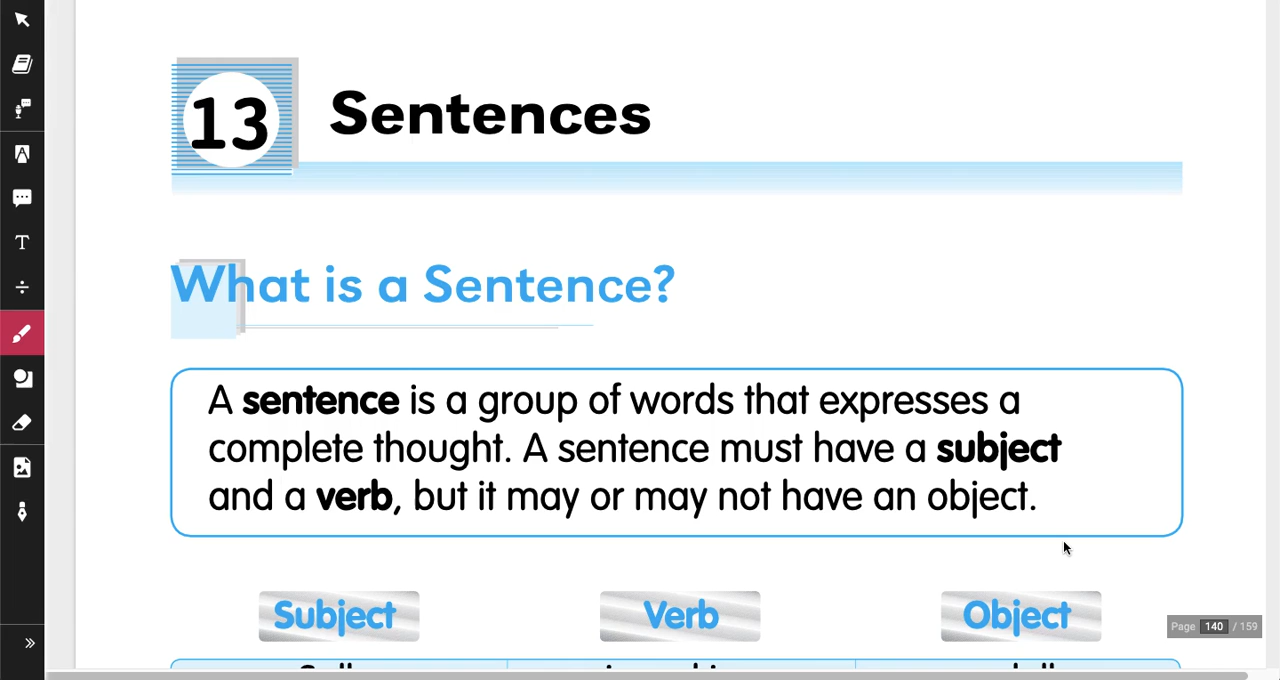 13 Sentences
What is a Sentence?
A sentence is a group of words that expresses a
complete thought. A sentence must have a subject
and a verb, but it may or may not have an object.
Subject Verb Object
Page 140 / 159